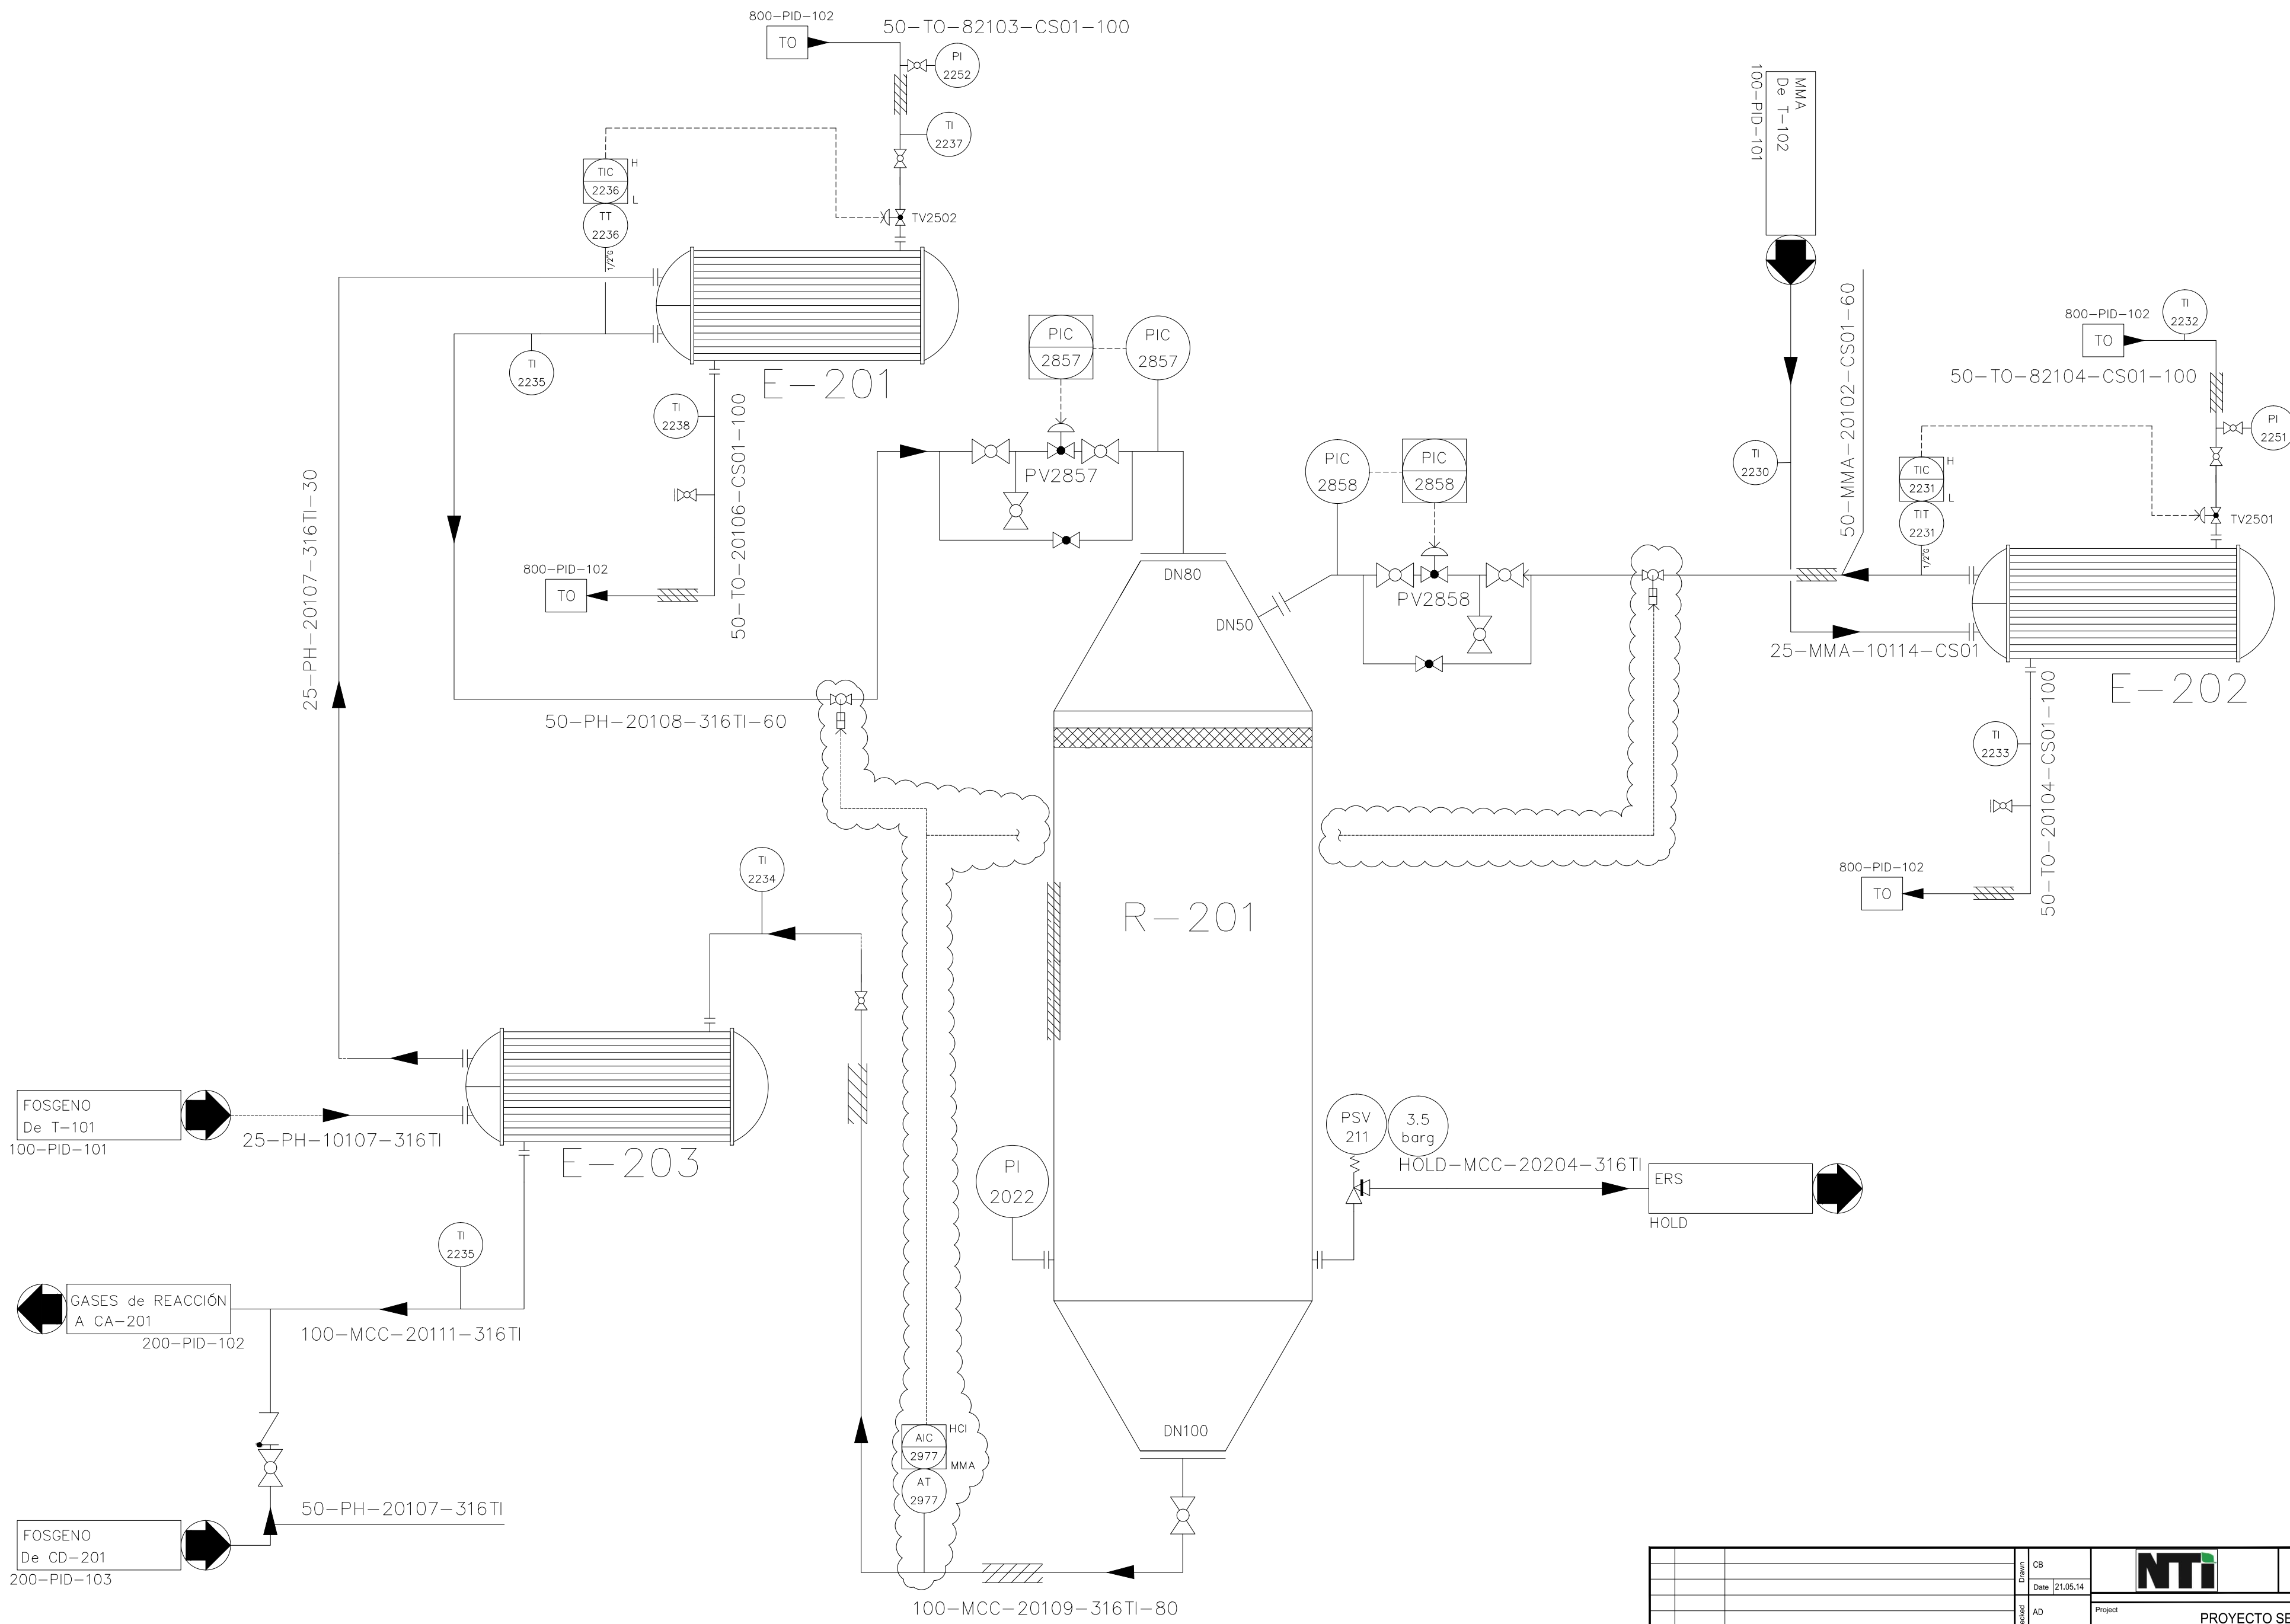 800-PID-102
TO
50-TO-82103-CS01-100
PI
2252
TI
2237
TIC
2236
H
L
TT
2236
1/2"G
TV2502
TI
2235
E-201
TI
2238
50-TO-20106-CS01-100
800-PID-102
TO
25-PH-20107-316TI-30
50-PH-20108-316TI-60
PIC
2857
PIC
2857
PV2857
DN80
PIC
2858
PIC
2858
PV2858
DN50
MMA
De T-102
100-PID-101
50-MMA-20102-CS01-60
TI
2230
25-MMA-10114-CS01
800-PID-102
TO
TI
2232
50-TO-82104-CS01-100
PI
2251
TIC
2231
H
L
TIT
2231
1/2"G
TV2501
E-202
TI
2233
50-TO-20104-CS01-100
800-PID-102
TO
R-201
TI
2234
FOSGENO
De T-101
100-PID-101
25-PH-10107-316TI
E-203
PI
2022
PSV
211
3.5
barg
HOLD-MCC-20204-316TI
ERS
HOLD
TI
2235
GASES de REACCIÓN
A CA-201
200-PID-102
100-MCC-20111-316TI
DN100
AIC
2977
HCl
MMA
AT
2977
50-PH-20107-316TI
FOSGENO
De CD-201
200-PID-103
100-MCC-20109-316TI-80
Drawn
CB
Date
21.05.14
NTi
AD
Project